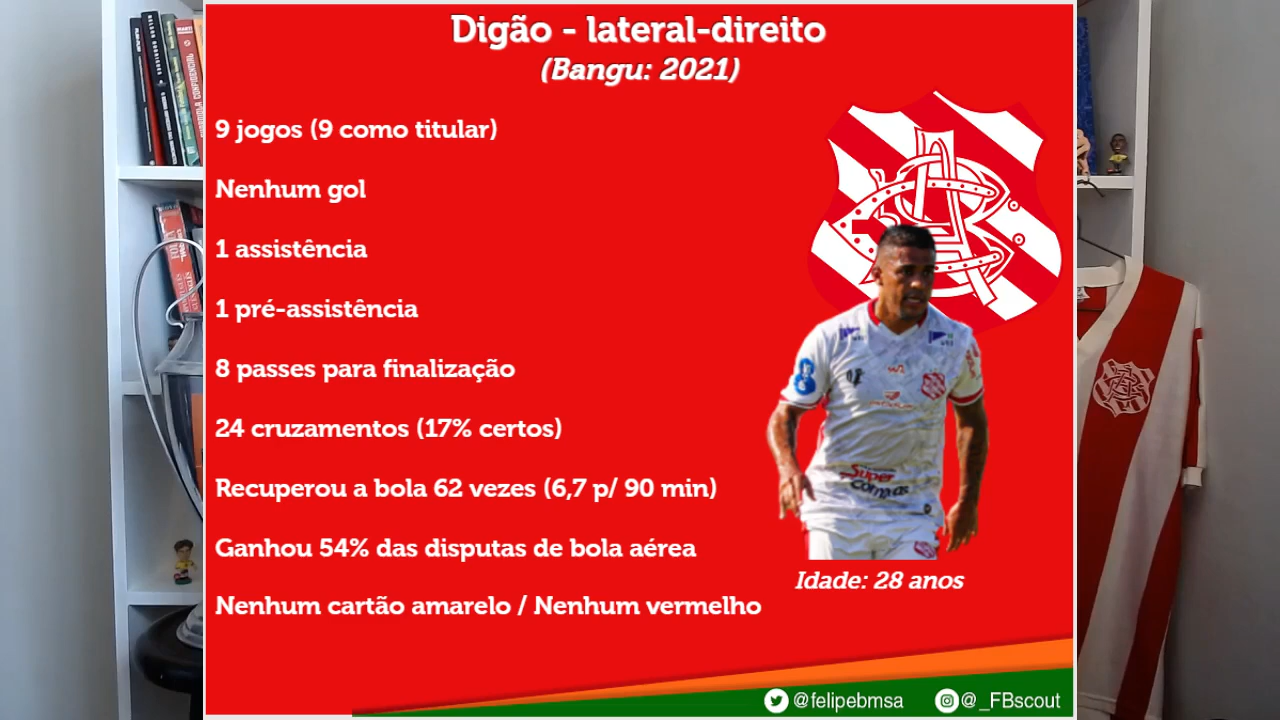 Digão - lateral-direito
(Bangu: 2021)
9 jogos (9 como titular)
Nenhum gol
1 assistência
1 pré-assistência
8 passes para finalização
24 cruzamentos (17% certos)
Recuperou a bola 62 vezes (6,7 p/ 90 min)
Ganhou 54% das disputas de bola aérea
Nenhum cartão amarelo / Nenhum vermelho
Super
compras
Idade: 28 anos
@felipebmsa
@_FBscout